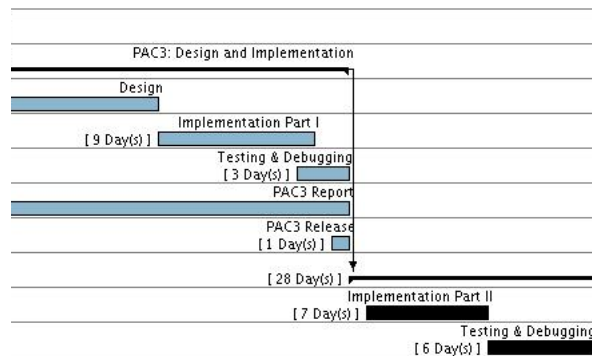 PAC3: Design and Implementation
Design
Implementation Part I
[ 9 Day(s) ]
Testing & Debugging
[ 3 Day(s) ]
PAC3 Report
PAC3 Release
[ 1 Day(s) ]
[ 28 Day(s) ]
Implementation Part II
[ 7 Day(s) ]
Testing & Debugging
[ 6 Day(s) ]